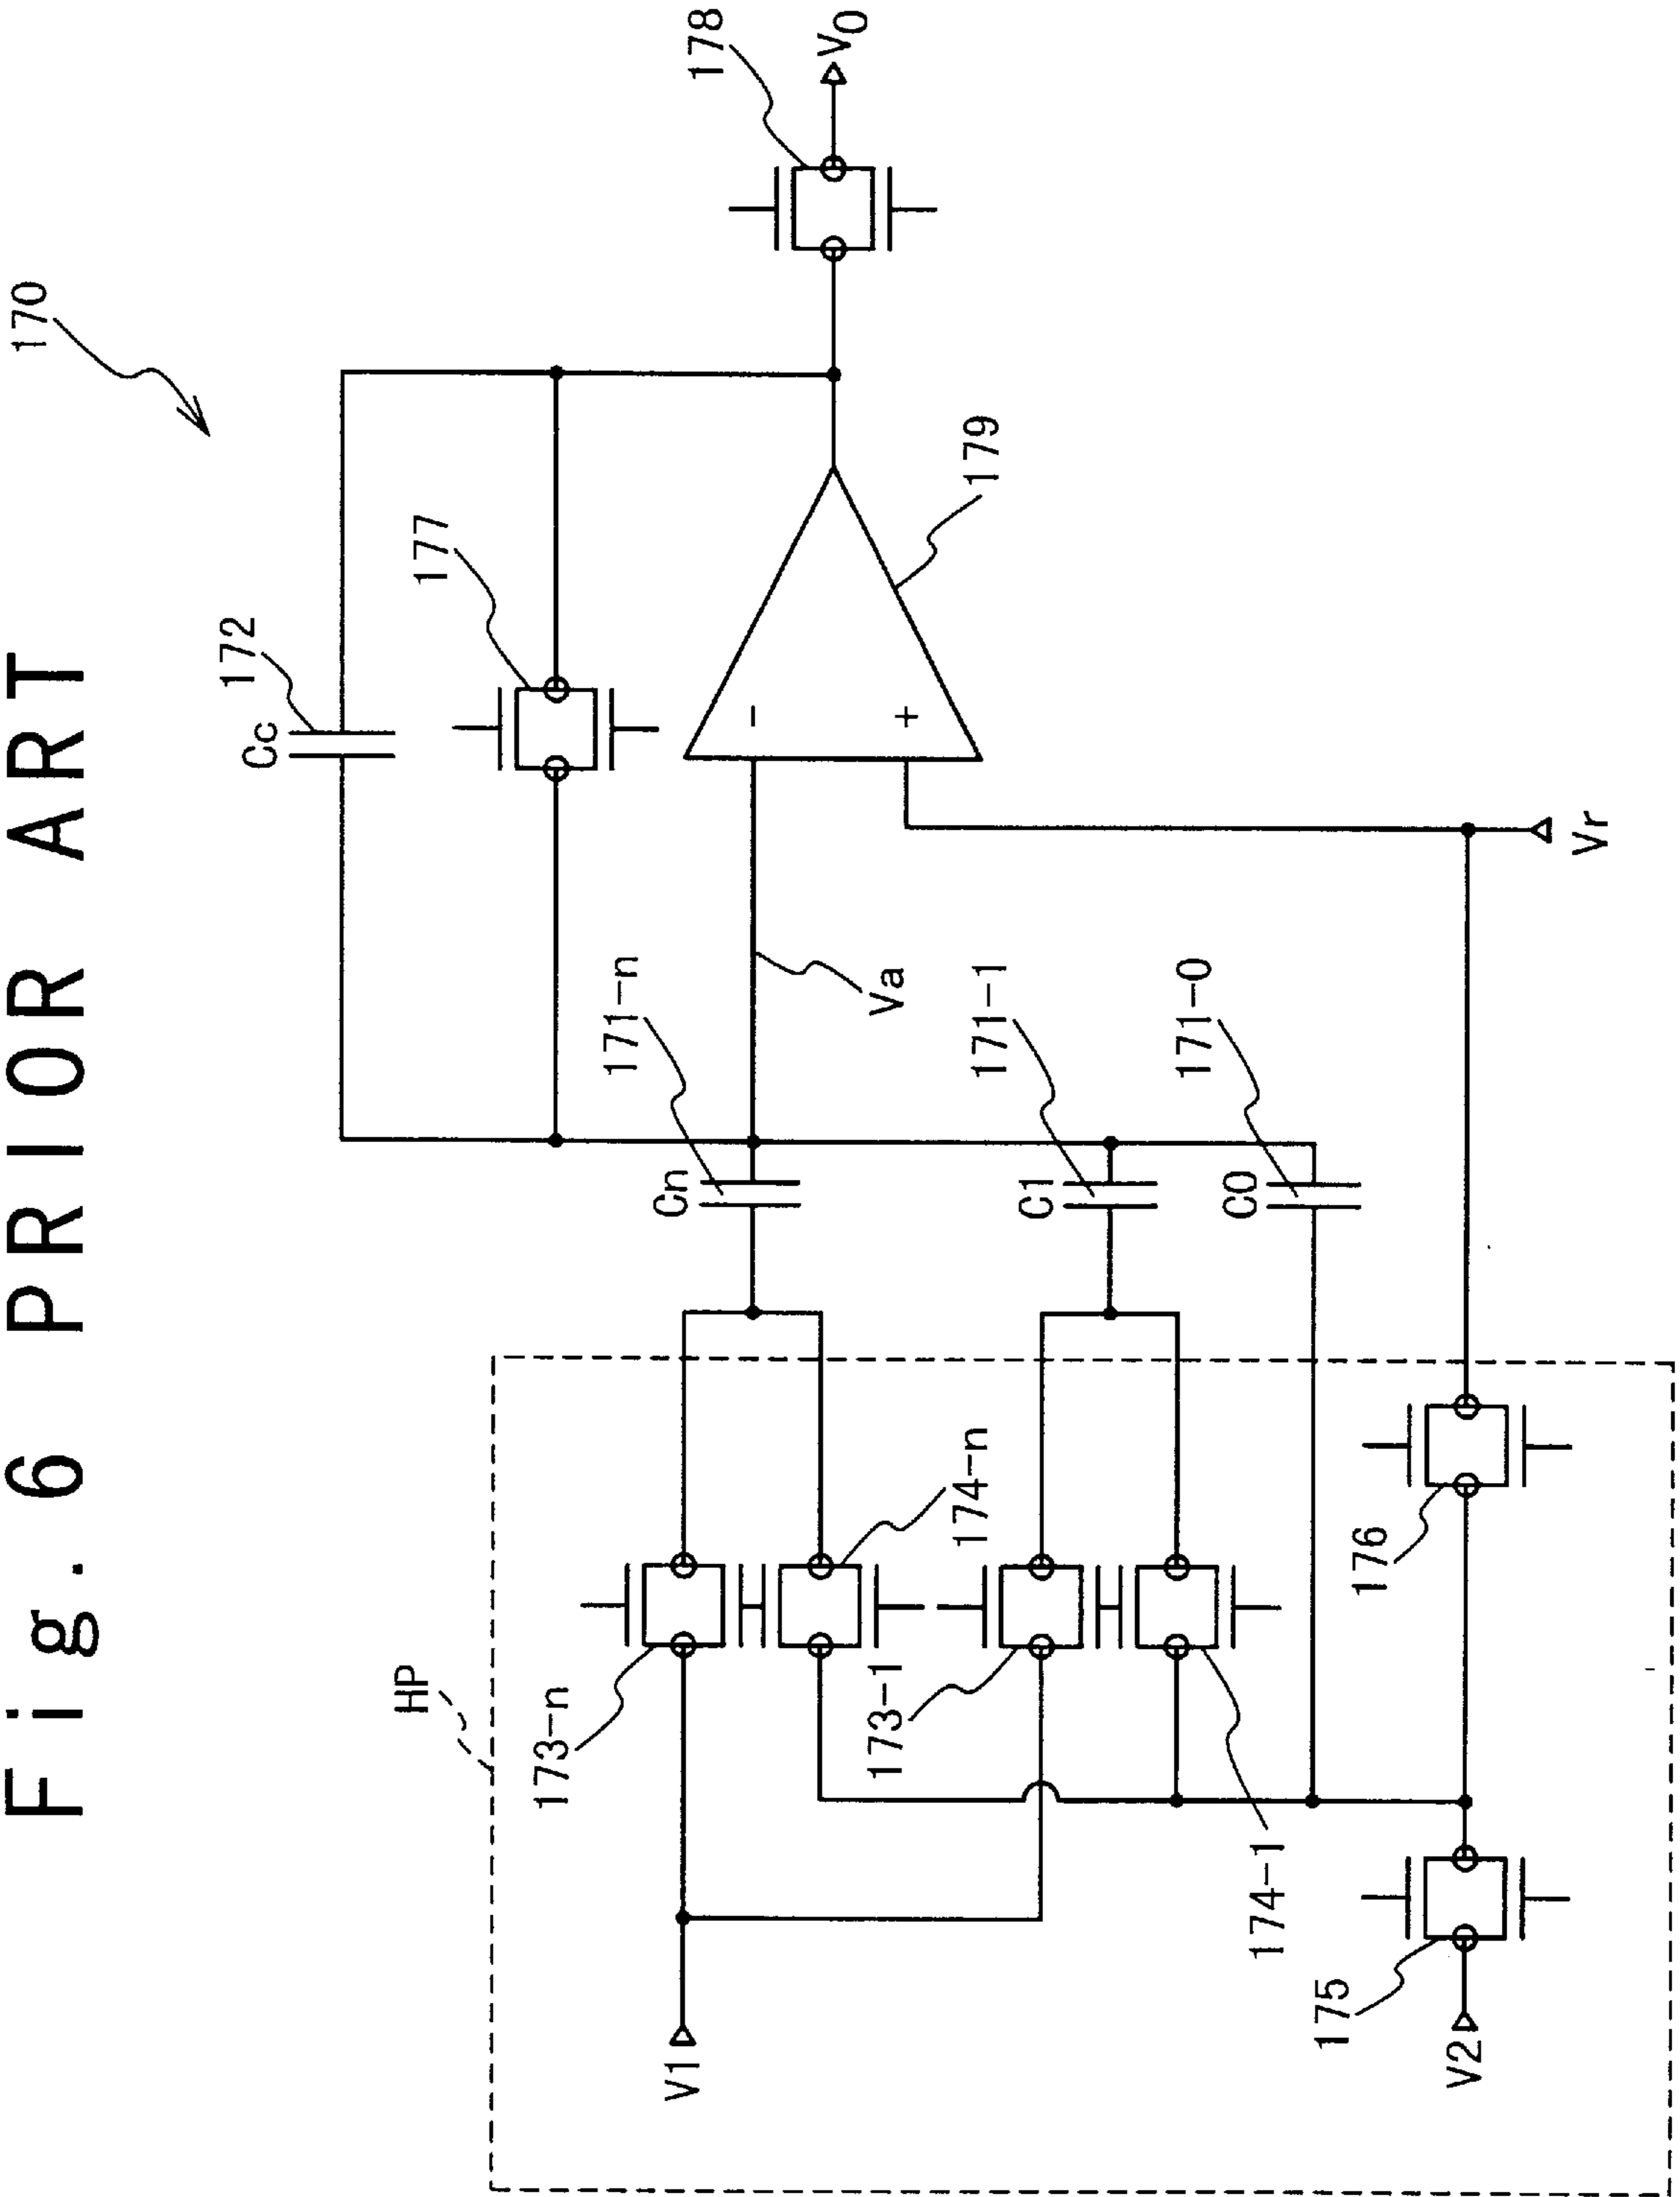 Fig. 6 PRIOR ART
170
172
Cc
177
178
VO
179
171-n
Cn
Va
171-1
C1
171-0
C0
Vr
HP
173-n
174-n
173-1
174-1
176
175
V1
V2
-
+